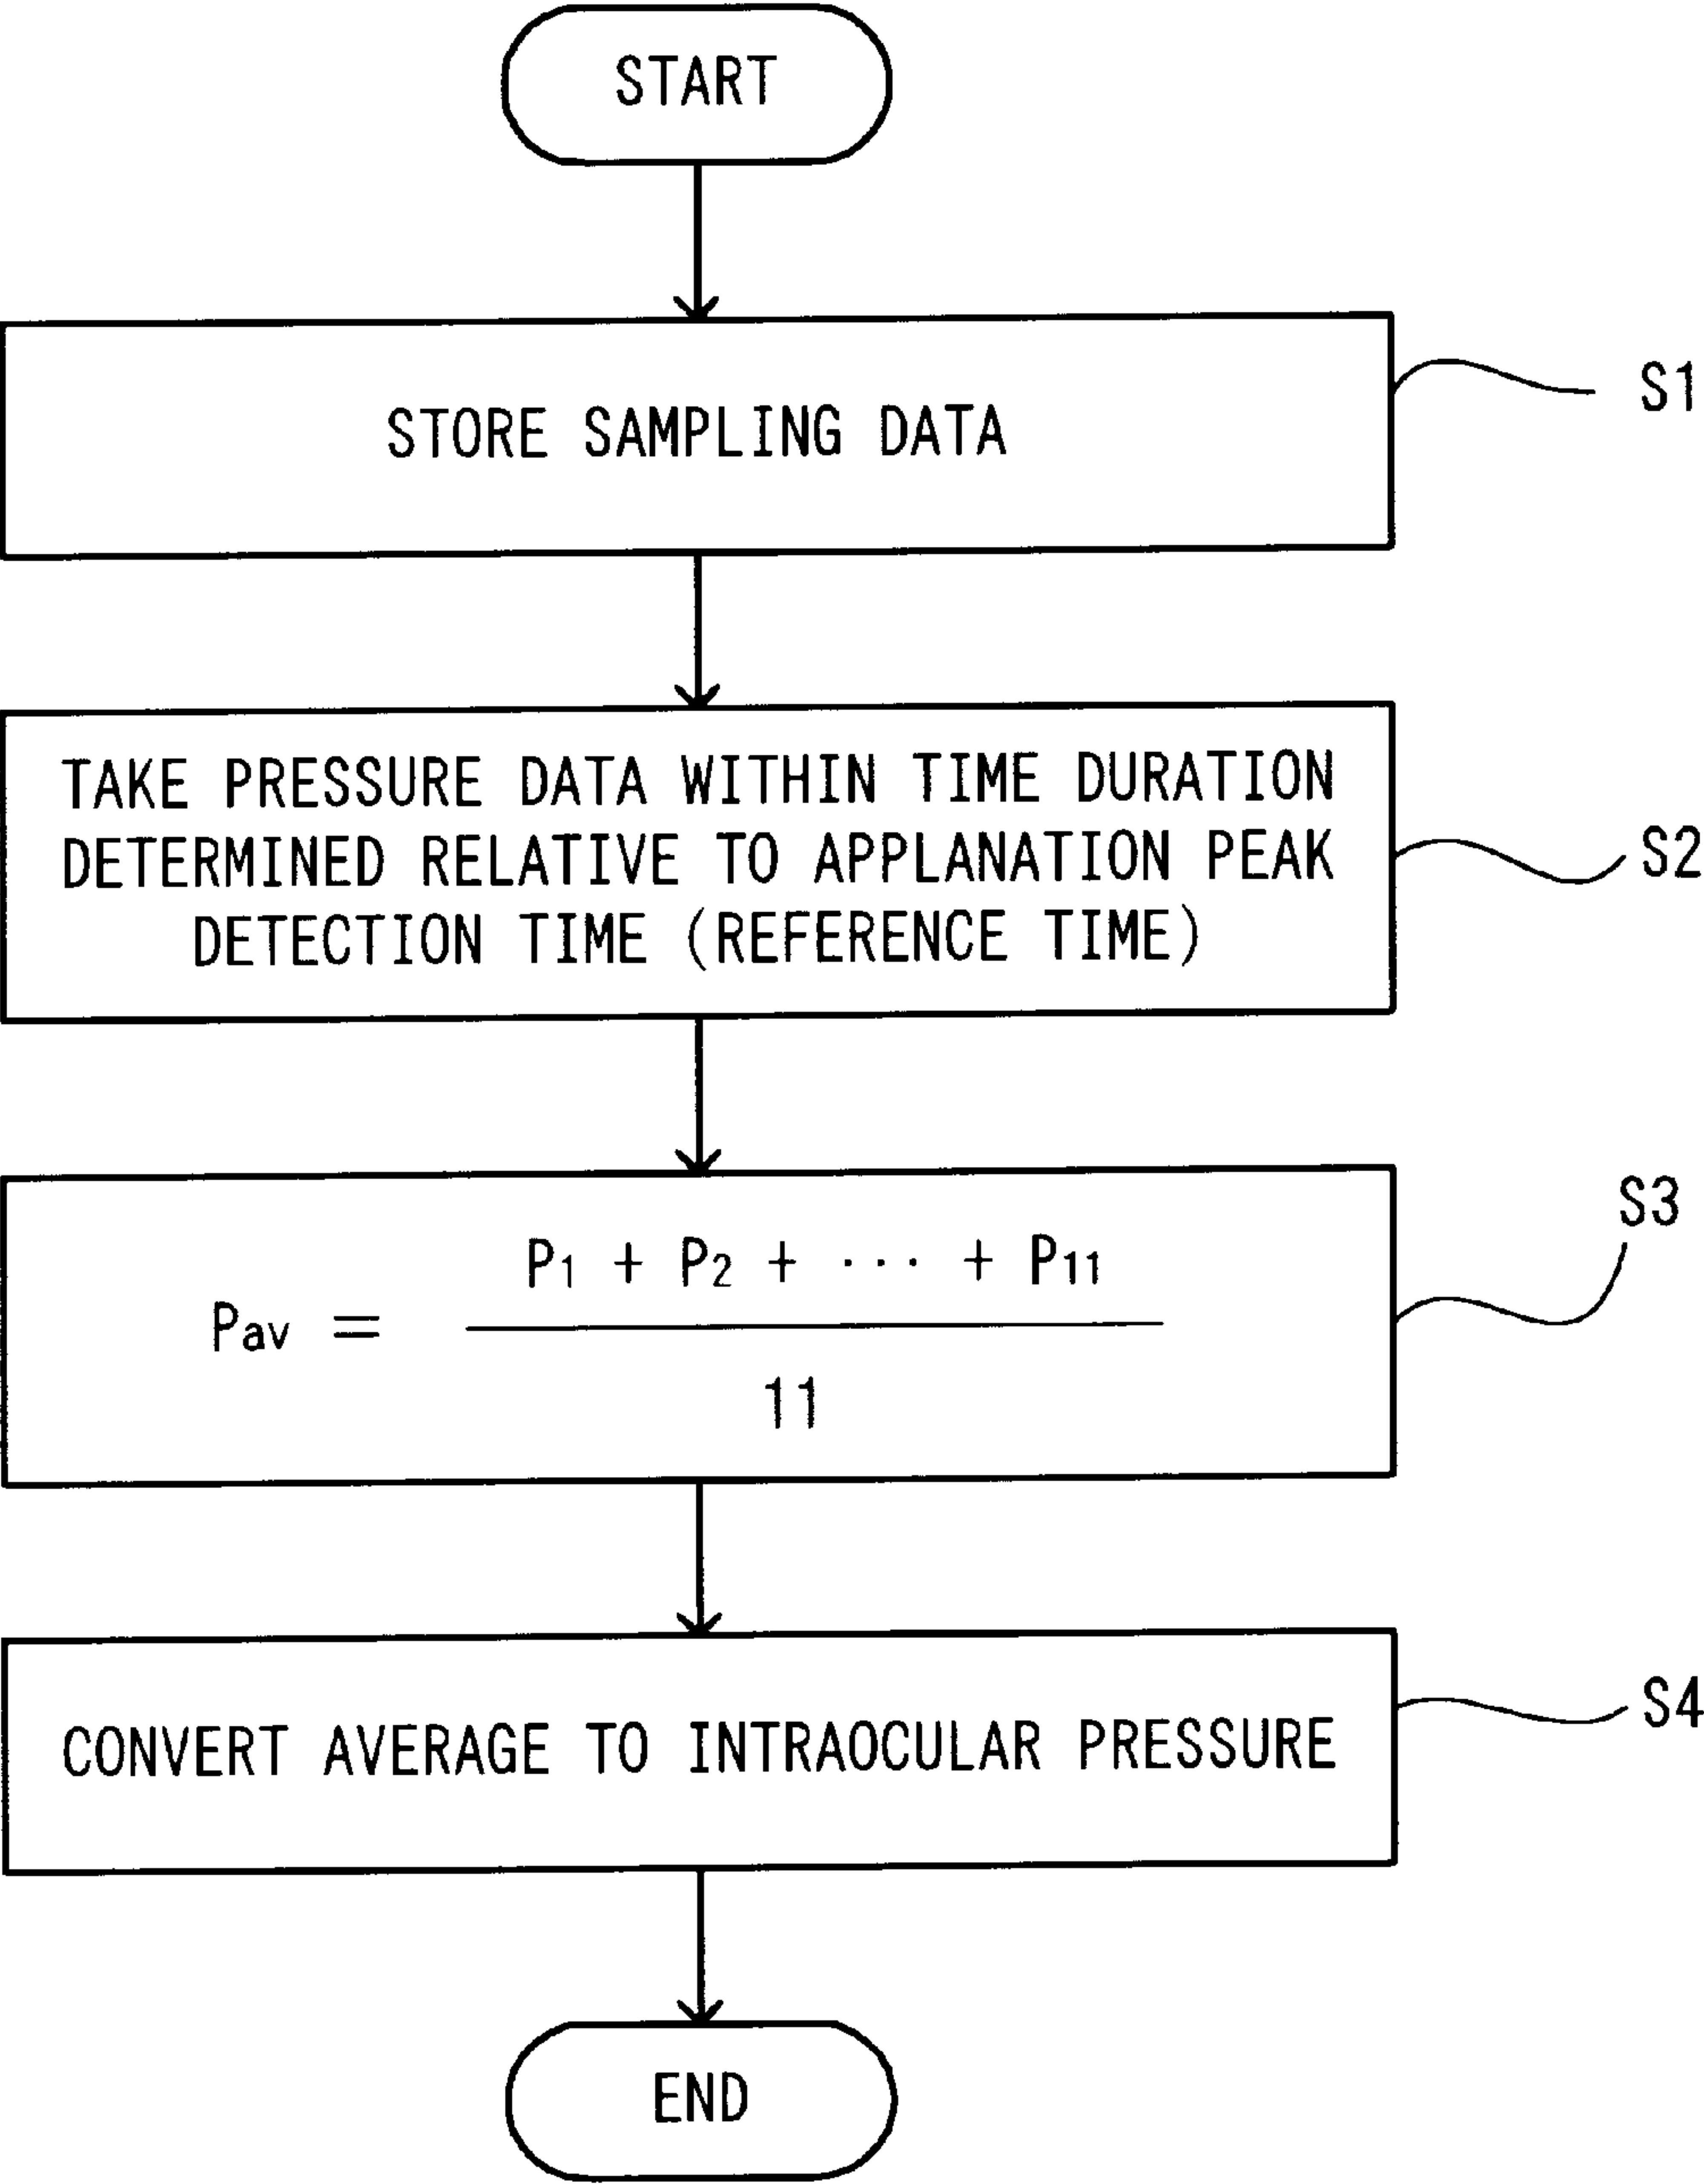 START
STORE SAMPLING DATA
S1
TAKE PRESSURE DATA WITHIN TIME DURATION
DETERMINED RELATIVE TO APPLANATION PEAK
DETECTION TIME (REFERENCE TIME)
S2
S3
P1 + P2 + ··· + P11
Pav =
11
CONVERT AVERAGE TO INTRAOCULAR PRESSURE
S4
END